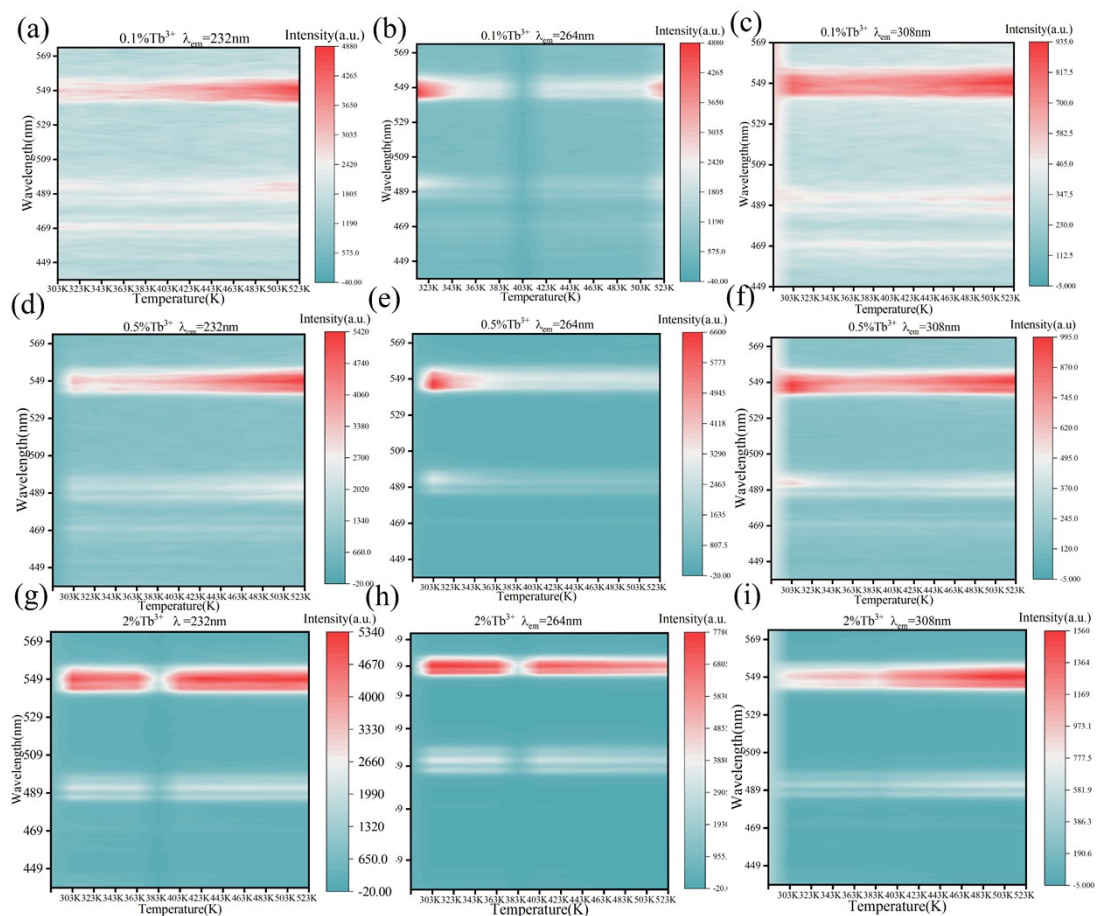 (a)
0.1%Tb³⁺ λem=232nm
Intensity(a.u.)
569
549
529
509
489
469
449
Wavelength(nm)
303K323K343K363K383K403K423K443K463K483K503K523K
Temperature(K)
4880
4265
3650
3035
2420
1805
1190
575.0
-40.00
(b)
0.1%Tb³⁺ λem=264nm
Intensity(a.u.)
569
549
529
509
489
469
449
Wavelength(nm)
323K 343K 363K 383K 403K 423K 443K 463K 483K 503K 523K
Temperature(K)
4880
4265
3650
3035
2420
1805
1190
575.0
-40.00
(c)
0.1%Tb³⁺ λem=308nm
Intensity(a.u.)
569
549
529
509
489
469
449
Wavelength(nm)
303K323K343K363K383K403K423K443K463K483K503K523K
Temperature(K)
935.0
817.5
700.0
582.5
465.0
347.5
230.0
112.5
-5.000
(d)
0.5%Tb³⁺ λem=232nm
Intensity(a.u.)
569
549
529
509
489
469
449
Wavelength(nm)
303K323K343K363K383K403K423K443K463K483K503K523K
Temperature(K)
5420
4740
4060
3380
2700
2020
1340
660.0
-20.00
(e)
0.5%Tb³⁺ λem=264nm
Intensity(a.u.)
569
549
529
509
489
469
449
Wavelength(nm)
303K323K343K363K383K403K423K443K463K483K503K523K
Temperature(K)
6600
5773
4945
4118
3290
2463
1635
807.5
-20.00
(f)
0.5%Tb³⁺ λem=308nm
Intensity(a.u)
569
549
529
509
489
469
449
Wavelength(nm)
303K323K343K363K383K403K423K443K463K483K503K523K
Temperature(K)
995.0
870.0
745.0
620.0
495.0
370.0
245.0
120.0
-5.000
(g)
2%Tb³⁺ λ =232nm
Intensity(a.u.)
569
549
529
509
489
469
449
Wavelength(nm)
303K323K343K363K383K403K423K443K463K483K503K523K
Temperature(K)
5340
4670
4000
3330
2660
1990
1320
650.0
-20.00
(h)
2%Tb³⁺ λem=264nm
Intensity(a.u.)
303K323K343K363K383K403K423K443K463K483K503K523K
Temperature(K)
(i)
2%Tb³⁺ λem=308nm
Intensity(a.u.)
569
549
529
509
489
469
449
Wavelength(nm)
303K323K343K363K383K403K423K443K463K483K503K523K
Temperature(K)
1560
1364
1169
973.1
777.5
581.9
386.3
190.6
-5.000